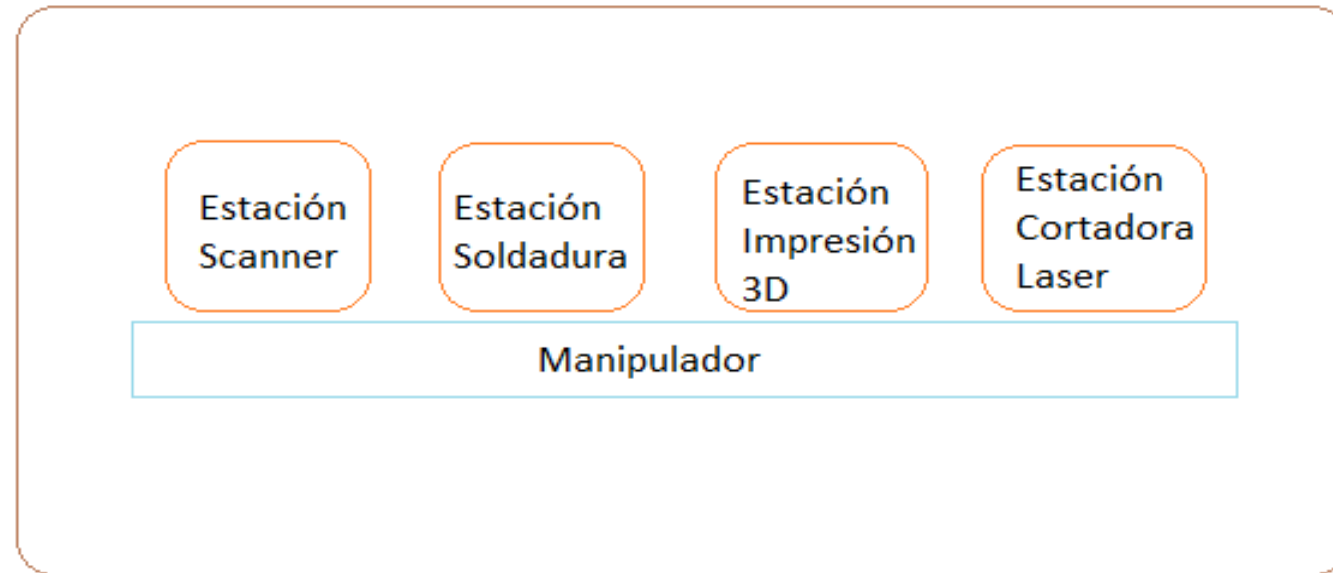 Estación
Scanner
Estación
Soldadura
Estación
Impresión
3D
Estación
Cortadora
Laser
Manipulador